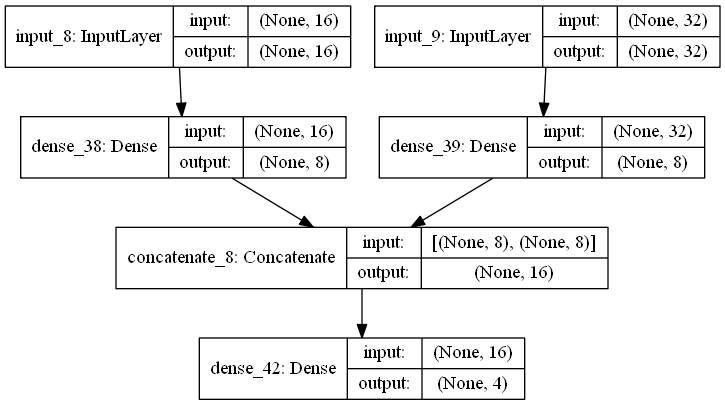 input_8: InputLayer
input: (None, 16)
output: (None, 16)
input_9: InputLayer
input: (None, 32)
output: (None, 32)
dense_38: Dense
input: (None, 16)
output: (None, 8)
dense_39: Dense
input: (None, 32)
output: (None, 8)
concatenate_8: Concatenate
input: [(None, 8), (None, 8)]
output: (None, 16)
dense_42: Dense
input: (None, 16)
output: (None, 4)